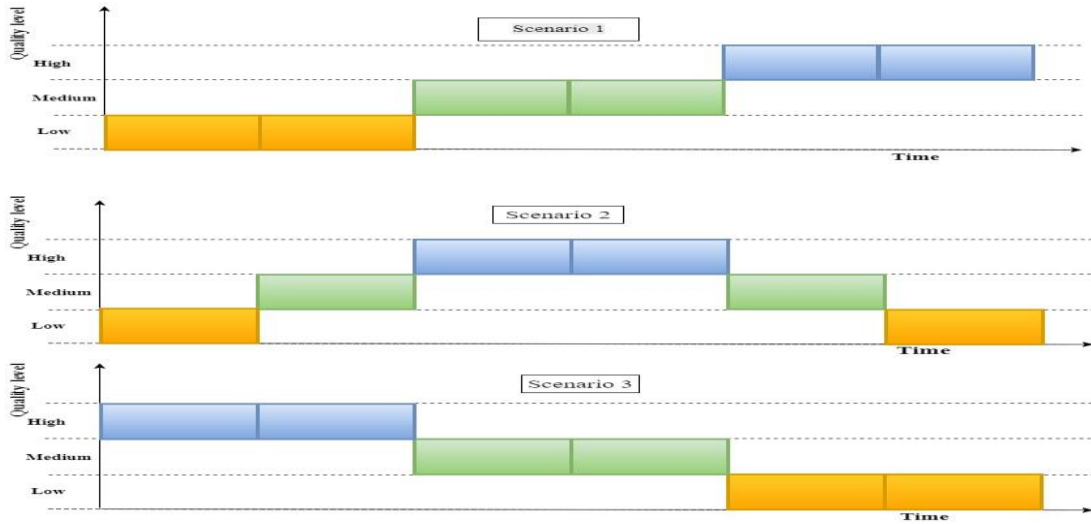 Quality level
Scenario 1
High
Medium
Low
Time
Quality level
Scenario 2
High
Medium
Low
Time
Quality level
Scenario 3
High
Medium
Low
Time